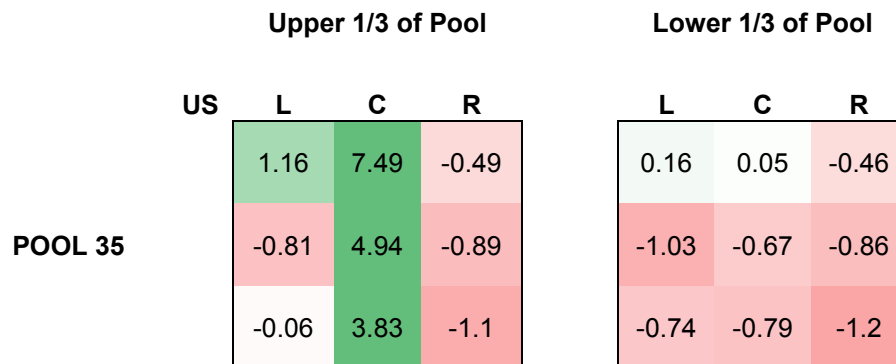 Upper 1/3 of Pool Lower 1/3 of Pool
US L C R L C R
1.16 7.49 -0.49 0.16 0.05 -0.46
POOL 35 -0.81 4.94 -0.89 -1.03 -0.67 -0.86
-0.06 3.83 -1.1 -0.74 -0.79 -1.2